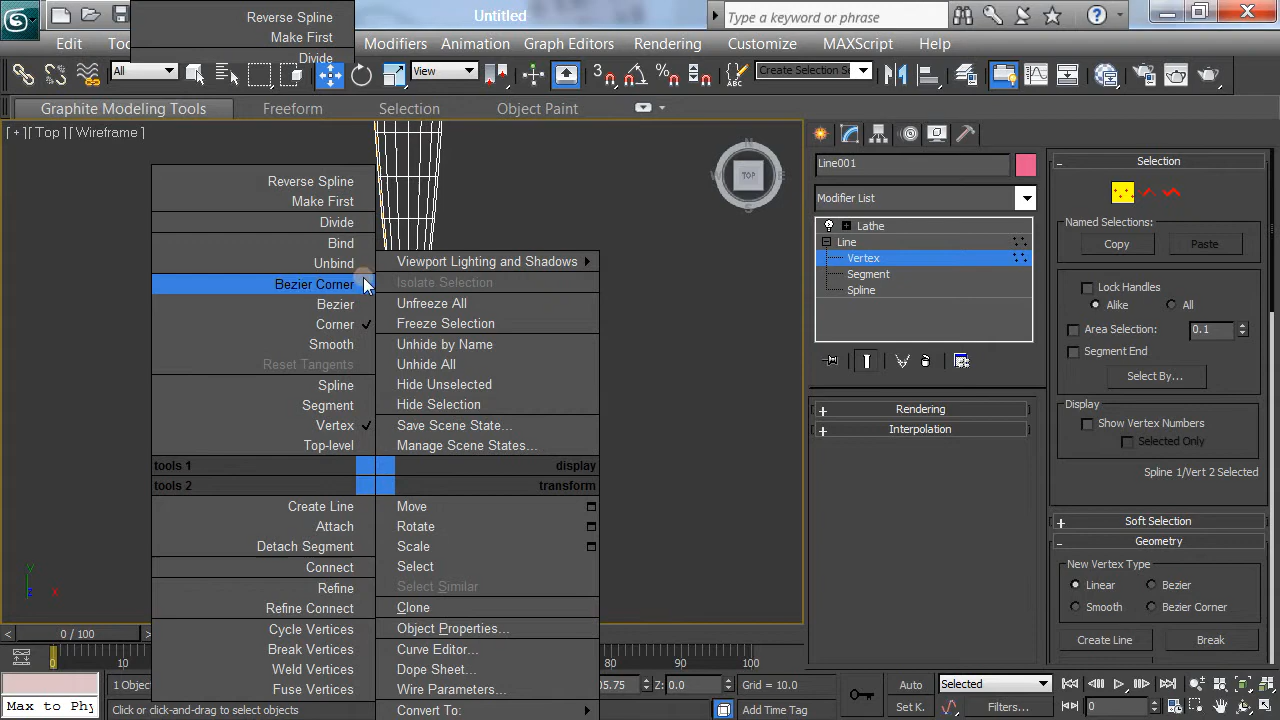 Reverse Spline
Make First
Divide
Untitled
Type a keyword or phrase
Edit
Modifiers
Animation
Graph Editors
Rendering
Customize
MAXScript
Help
All
View
Create Selection Se
Graphite Modeling Tools
Freeform
Selection
Object Paint
[ + ] [ Top ] [ Wireframe ]
TOP
Reverse Spline
Make First
Divide
Bind
Unbind
Bezier Corner
Bezier
Corner
Smooth
Reset Tangents
Spline
Segment
Vertex
Top-level
tools 1
tools 2
Create Line
Attach
Detach Segment
Connect
Refine
Refine Connect
Cycle Vertices
Break Vertices
Weld Vertices
Fuse Vertices
Viewport Lighting and Shadows
Isolate Selection
Unfreeze All
Freeze Selection
Unhide by Name
Unhide All
Hide Unselected
Hide Selection
Save Scene State...
Manage Scene States...
display
transform
Move
Rotate
Scale
Select
Select Similar
Clone
Object Properties...
Curve Editor...
Dope Sheet...
Wire Parameters...
Convert To:
Line001
Modifier List
Lathe
Line
Vertex
Segment
Spline
Rendering
Interpolation
Selection
Named Selections:
Copy
Paste
Lock Handles
Alike
All
Area Selection:
0.1
Segment End
Select By...
Display
Show Vertex Numbers
Selected Only
Spline 1/Vert 2 Selected
Soft Selection
Geometry
New Vertex Type
Linear
Bezier
Smooth
Bezier Corner
Create Line
Break
y
z
x
0 / 100
0
10
80
90
100
1 Objec
05.75
Z: 0.0
Grid = 10.0
Auto
Selected
Max to Phy
Click or click-and-drag to select objects
Add Time Tag
Set K.
Filters...
0